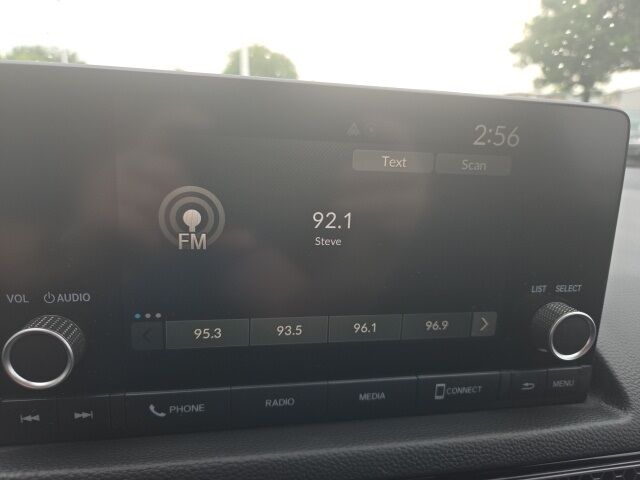 2:56
Text Scan
FM
92.1
Steve
VOL AUDIO
LIST SELECT
95.3 93.5 96.1 96.9
PHONE RADIO MEDIA CONNECT MENU